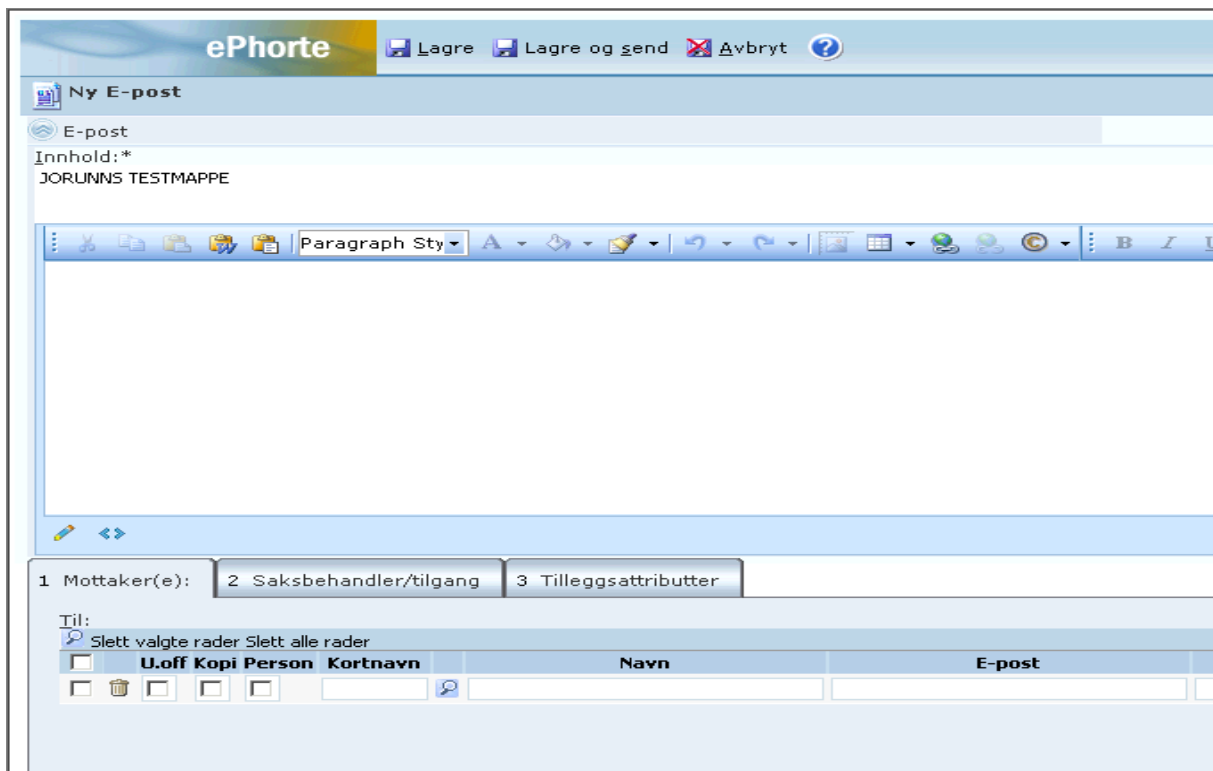 ePhorte Lagre Lagre og send Avbryt ?
Ny E-post
E-post
Innhold:*
JORUNNS TESTMAPPE
Paragraph Sty A © B I U
1 Mottaker(e): 2 Saksbehandler/tilgang 3 Tilleggsattributter
Til:
Slett valgte rader Slett alle rader
U.off Kopi Person Kortnavn Navn E-post